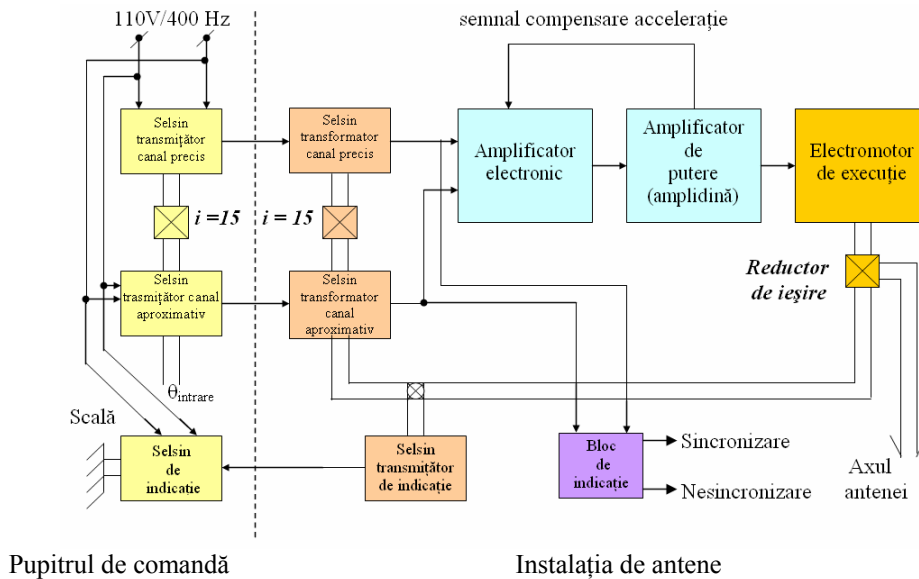 110V/400 Hz
semnal compensare accelerație
Selsin
transmițător
canal precis
Selsin
transformator
canal precis
Amplificator
electronic
Amplificator
de
putere
(amplidină)
Electromotor
de execuție
i =15
i = 15
Selsin
trasmițător canal
aproximativ
Selsin
transformator
canal
aproximativ
Reductor
de ieșire
θintrare
Scală
Selsin
de
indicație
Selsin
transmițător
de indicație
Bloc
de
indicație
Sincronizare
Nesincronizare
Axul
antenei
Pupitrul de comandă
Instalația de antene